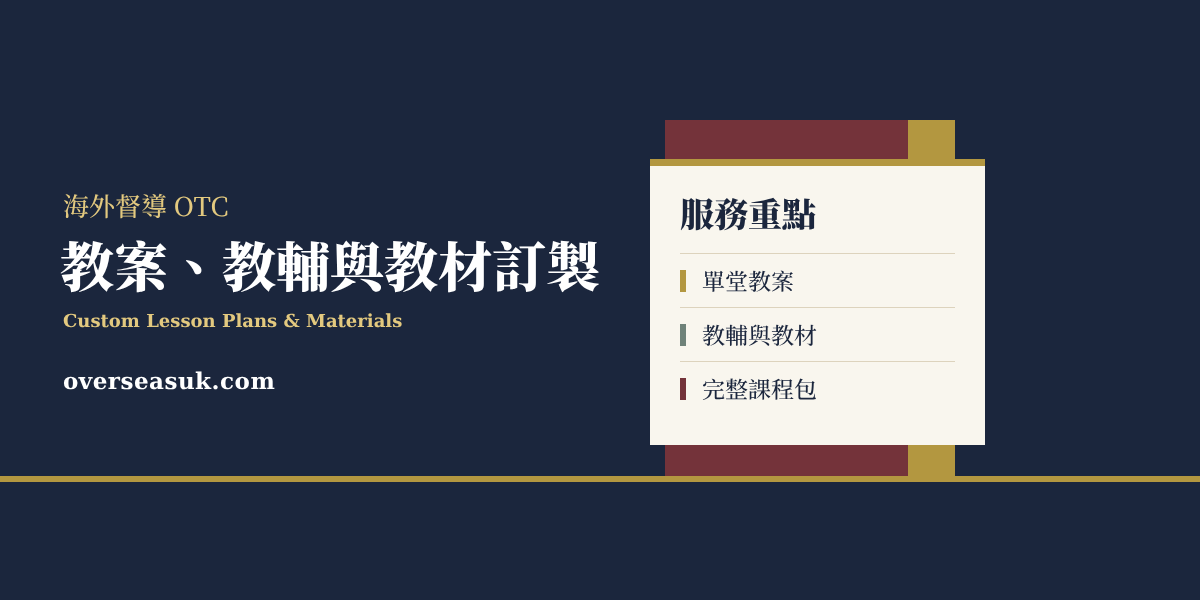 海外督導 OTC
教案、教輔與教材訂製
Custom Lesson Plans & Materials
overseasuk.com
服務重點
單堂教案
教輔與教材
完整課程包